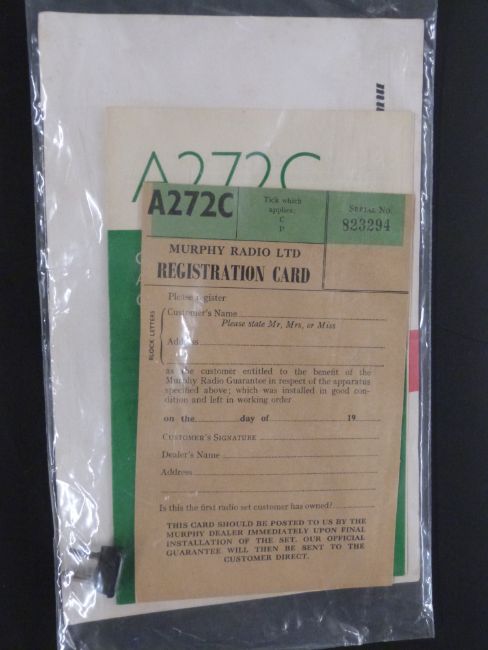 A272C
A272C
Tick which
applies.
C
P
Serial No.
823294
MURPHY RADIO LTD
REGISTRATION CARD
Please register
BLOCK LETTERS
Customer's Name
Please state Mr, Mrs, or Miss
Address
as the customer entitled to the benefit of the
Murphy Radio Guarantee in respect of the apparatus
specified above; which was installed in good con-
dition and left in working order
on the day of 19
Customer's Signature
Dealer's Name
Address
Is this the first radio set customer has owned?
THIS CARD SHOULD BE POSTED TO US BY THE
MURPHY DEALER IMMEDIATELY UPON FINAL
INSTALLATION OF THE SET. OUR OFFICIAL
GUARANTEE WILL THEN BE SENT TO THE
CUSTOMER DIRECT.